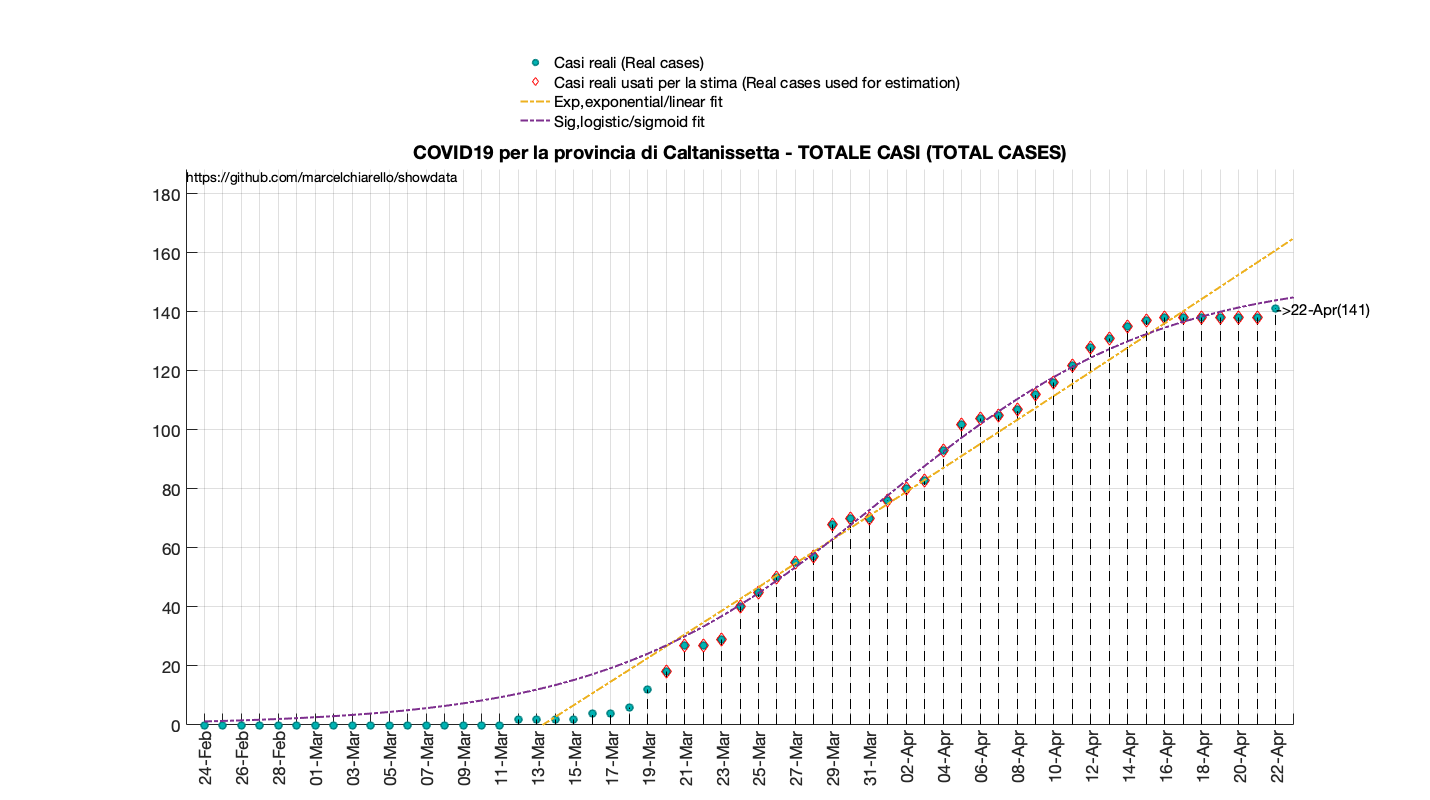 Casi reali (Real cases)
Casi reali usati per la stima (Real cases used for estimation)
Exp,exponential/linear fit
Sig,logistic/sigmoid fit
COVID19 per la provincia di Caltanissetta - TOTALE CASI (TOTAL CASES)
https://github.com/marcelchiarello/showdata
180
160
140
120
100
80
60
40
20
0
->22-Apr(141)
24-Feb
26-Feb
28-Feb
01-Mar
03-Mar
05-Mar
07-Mar
09-Mar
11-Mar
13-Mar
15-Mar
17-Mar
19-Mar
21-Mar
23-Mar
25-Mar
27-Mar
29-Mar
31-Mar
02-Apr
04-Apr
06-Apr
08-Apr
10-Apr
12-Apr
14-Apr
16-Apr
18-Apr
20-Apr
22-Apr